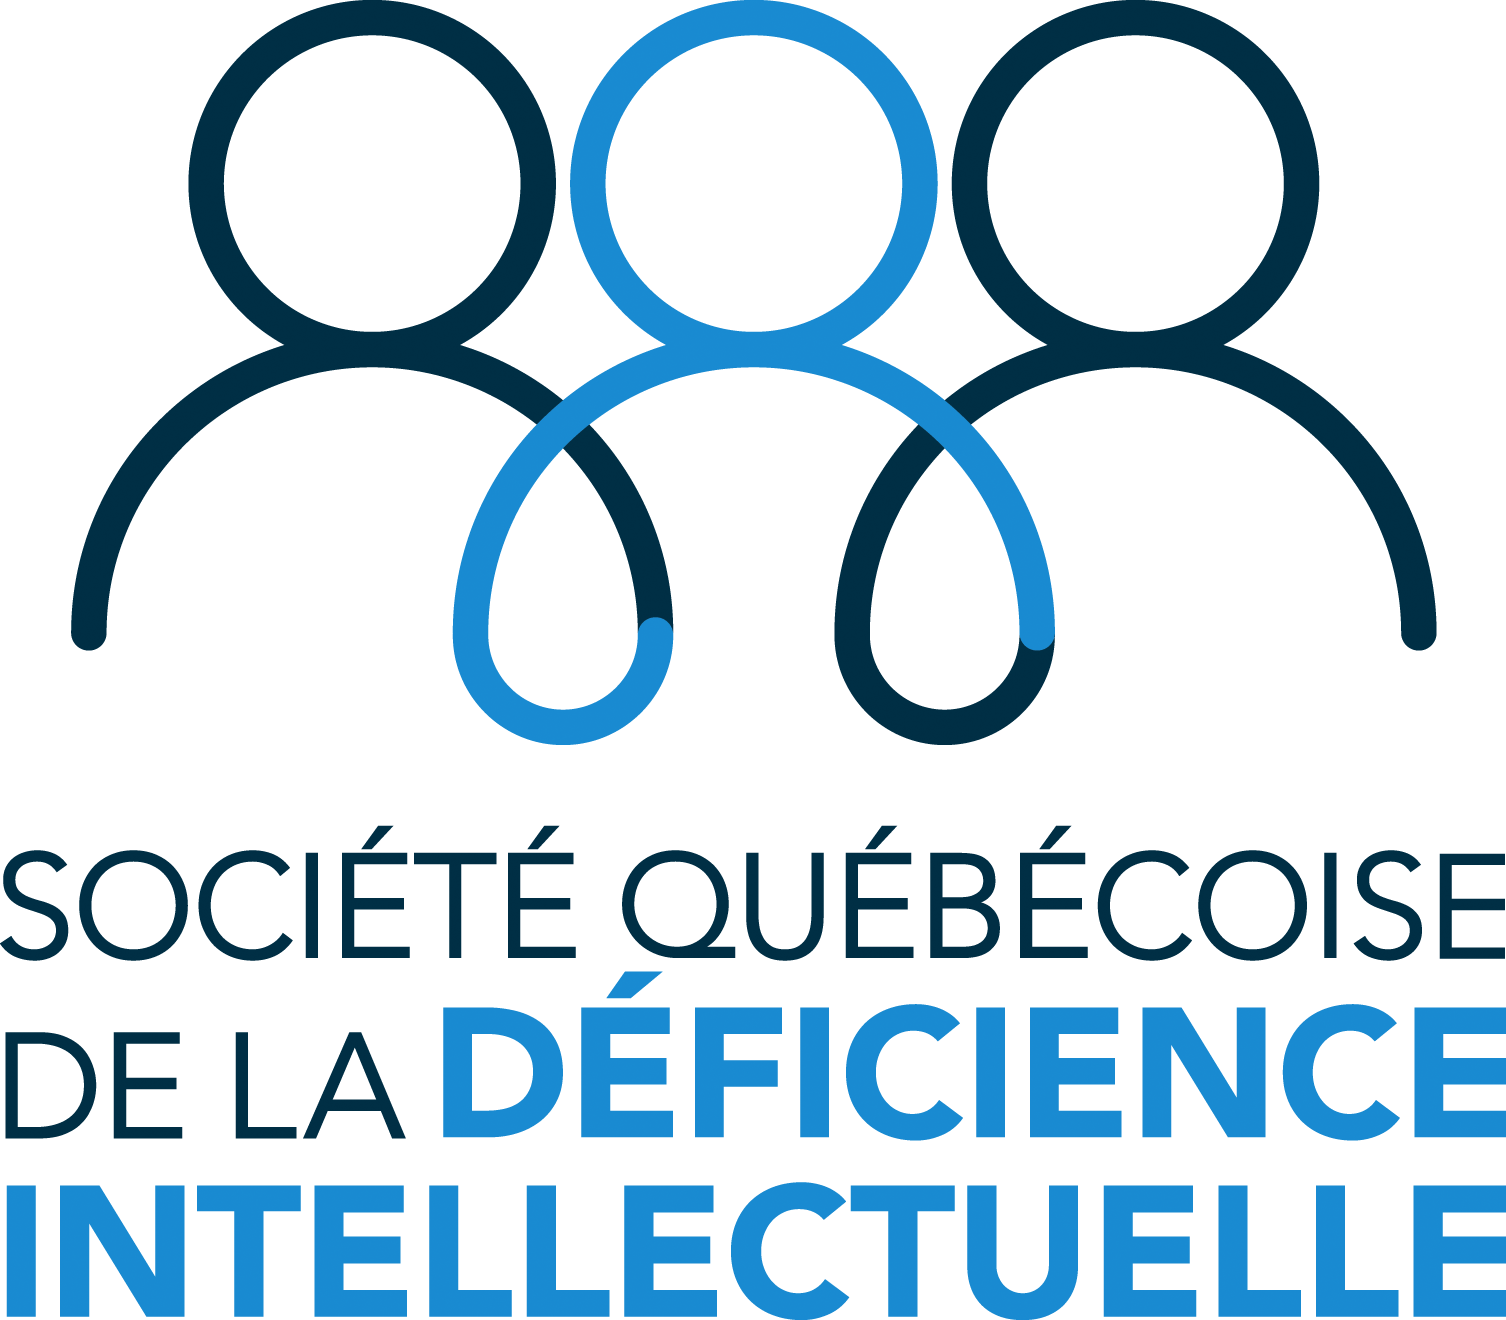 SOCIÉTÉ QUÉBÉCOISE
DE LA DÉFICIENCE
INTELLECTUELLE